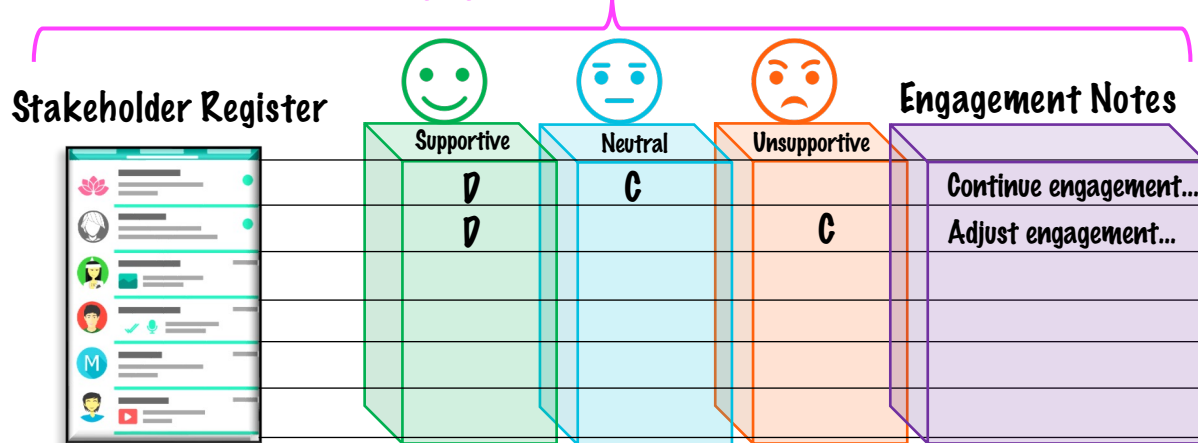 Stakeholder Register
Engagement Notes
Supportive
Neutral
Unsupportive
D
C
Continue engagement...
D
C
Adjust engagement...
M